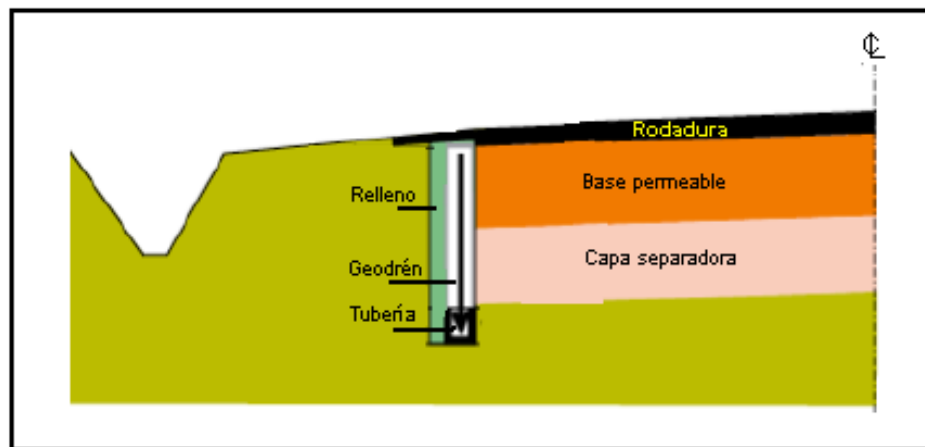 ℄
Rodadura
Base permeable
Relleno
Capa separadora
Geodrén
Tubería